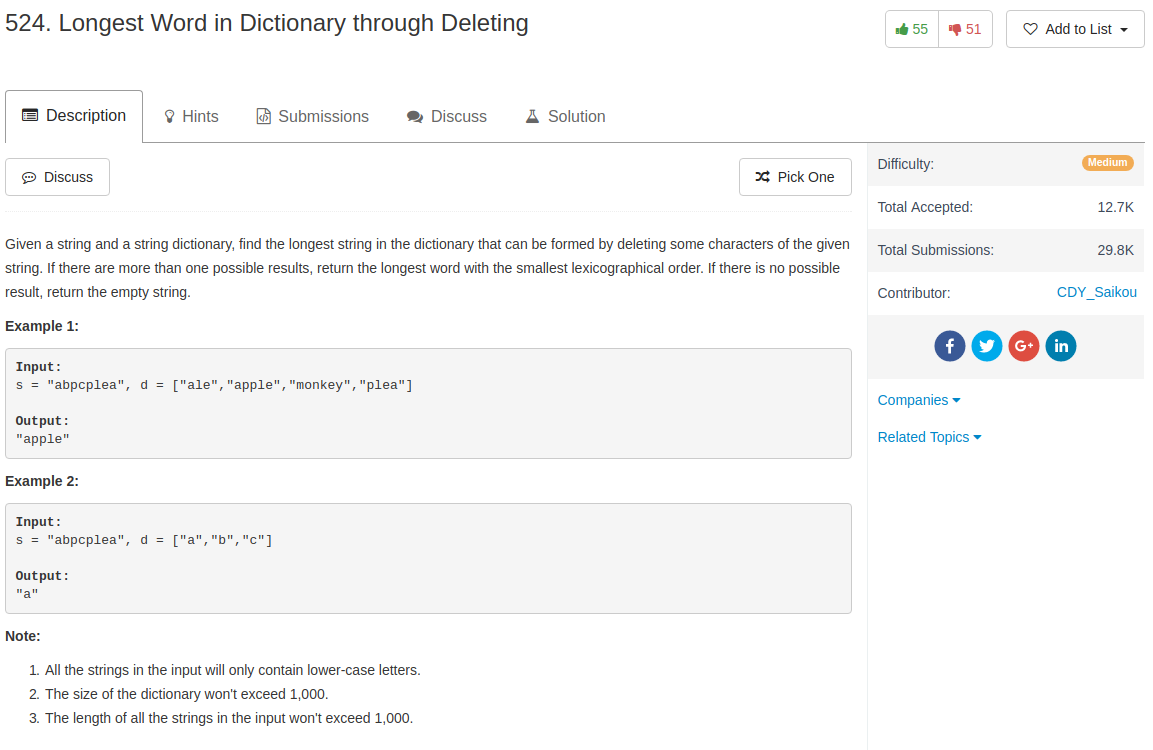 524. Longest Word in Dictionary through Deleting
55
51
Add to List
Description
Hints
Submissions
Discuss
Solution
Discuss
Pick One
Given a string and a string dictionary, find the longest string in the dictionary that can be formed by deleting some characters of the given
string. If there are more than one possible results, return the longest word with the smallest lexicographical order. If there is no possible
result, return the empty string.
Example 1:
Input:
s = "abpcplea", d = ["ale","apple","monkey","plea"]
Output:
"apple"
Example 2:
Input:
s = "abpcplea", d = ["a","b","c"]
Output:
"a"
Note:
1. All the strings in the input will only contain lower-case letters.
2. The size of the dictionary won't exceed 1,000.
3. The length of all the strings in the input won't exceed 1,000.
Difficulty: Medium
Total Accepted: 12.7K
Total Submissions: 29.8K
Contributor: CDY_Saikou
f
G+
in
Companies
Related Topics